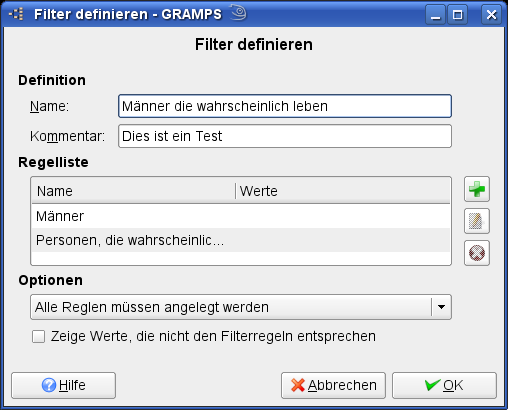 Filter definieren - GRAMPS
Filter definieren
Definition
Name: Männer die wahrscheinlich leben
Kommentar: Dies ist ein Test
Regelliste
Name Werte
Männer
Personen, die wahrscheinlic...
Optionen
Alle Reglen müssen angelegt werden
Zeige Werte, die nicht den Filterregeln entsprechen
Hilfe Abbrechen OK